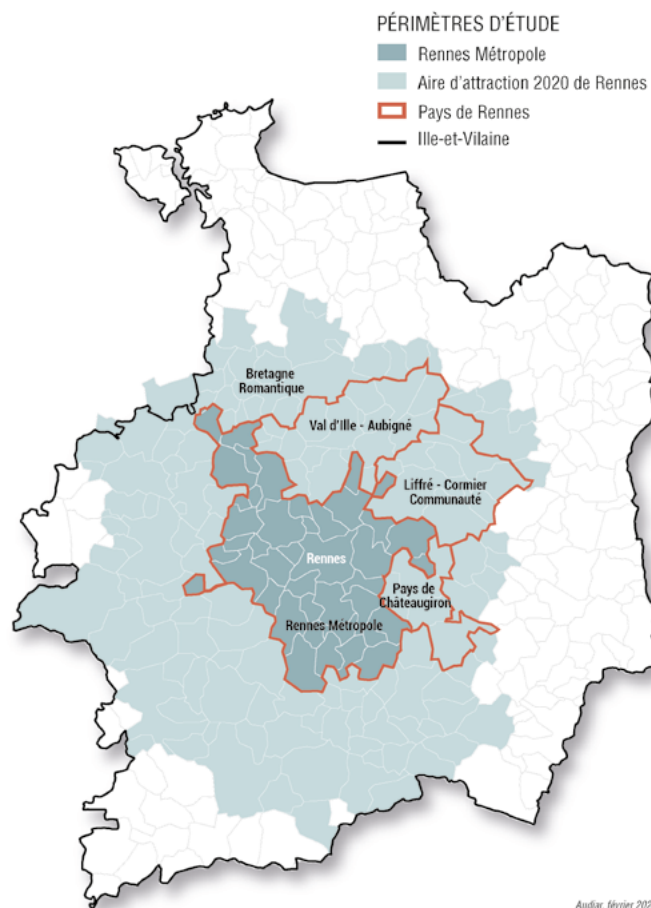 PÉRIMÈTRES D'ÉTUDE
Rennes Métropole
Aire d'attraction 2020 de Rennes
Pays de Rennes
Ille-et-Vilaine
Bretagne
Romantique
Val d'Ille - Aubigné
Liffré - Cormier
Communauté
Rennes
Pays de
Châteaugiron
Rennes Métropole
Audiar, février 202